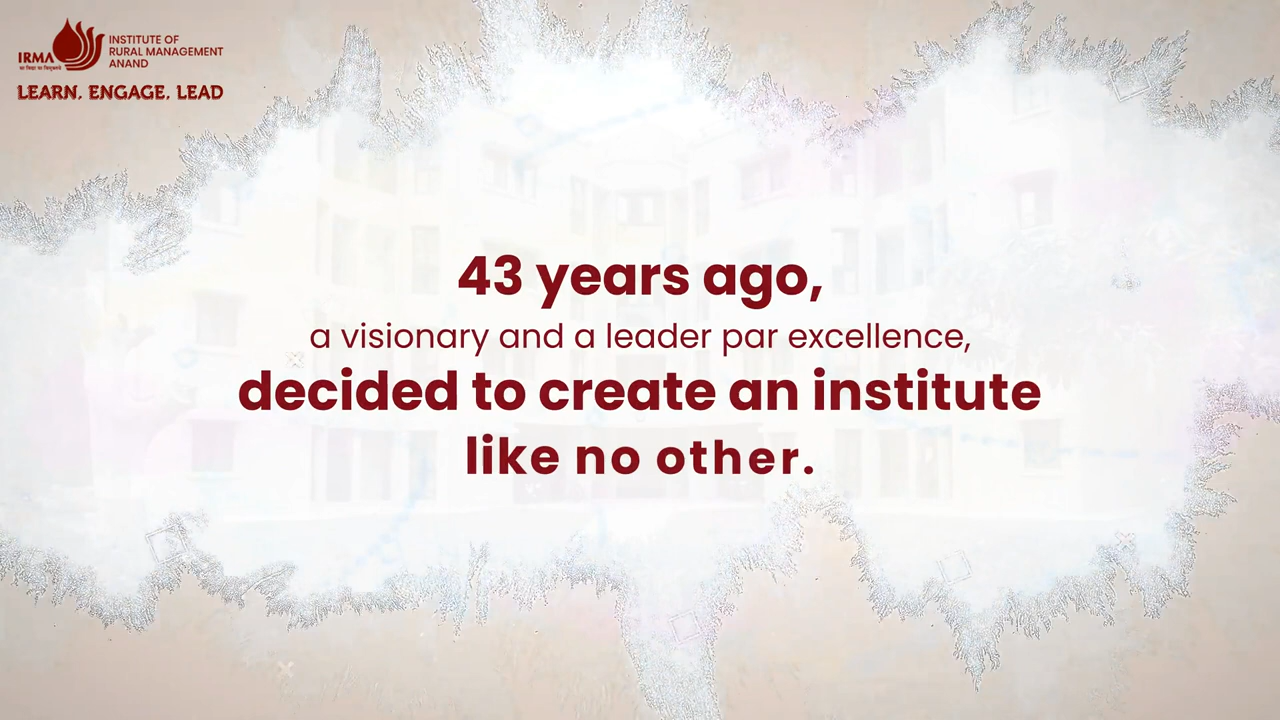 IRMA
INSTITUTE OF
RURAL MANAGEMENT
ANAND
LEARN. ENGAGE. LEAD
43 years ago,
a visionary and a leader par excellence,
decided to create an institute
like no other.